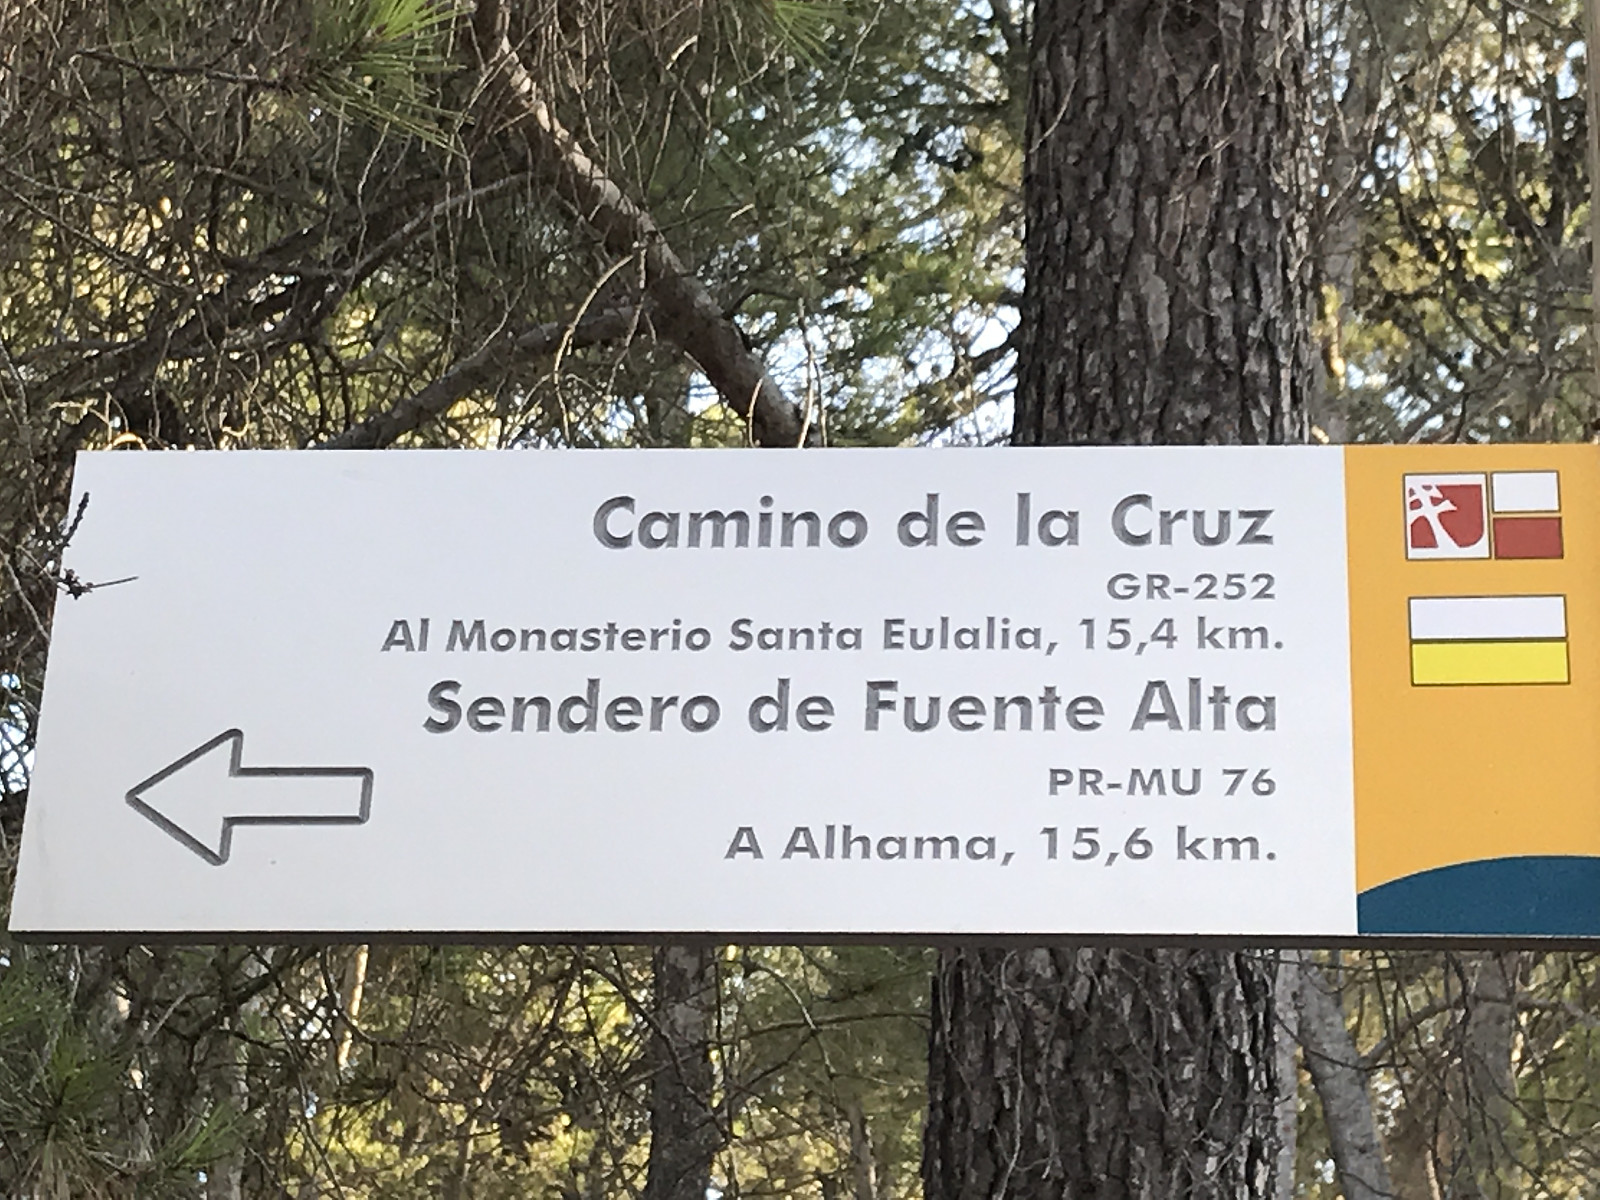 Camino de la Cruz
GR-252
Al Monasterio Santa Eulalia, 15,4 km.
Sendero de Fuente Alta
PR-MU 76
A Alhama, 15,6 km.